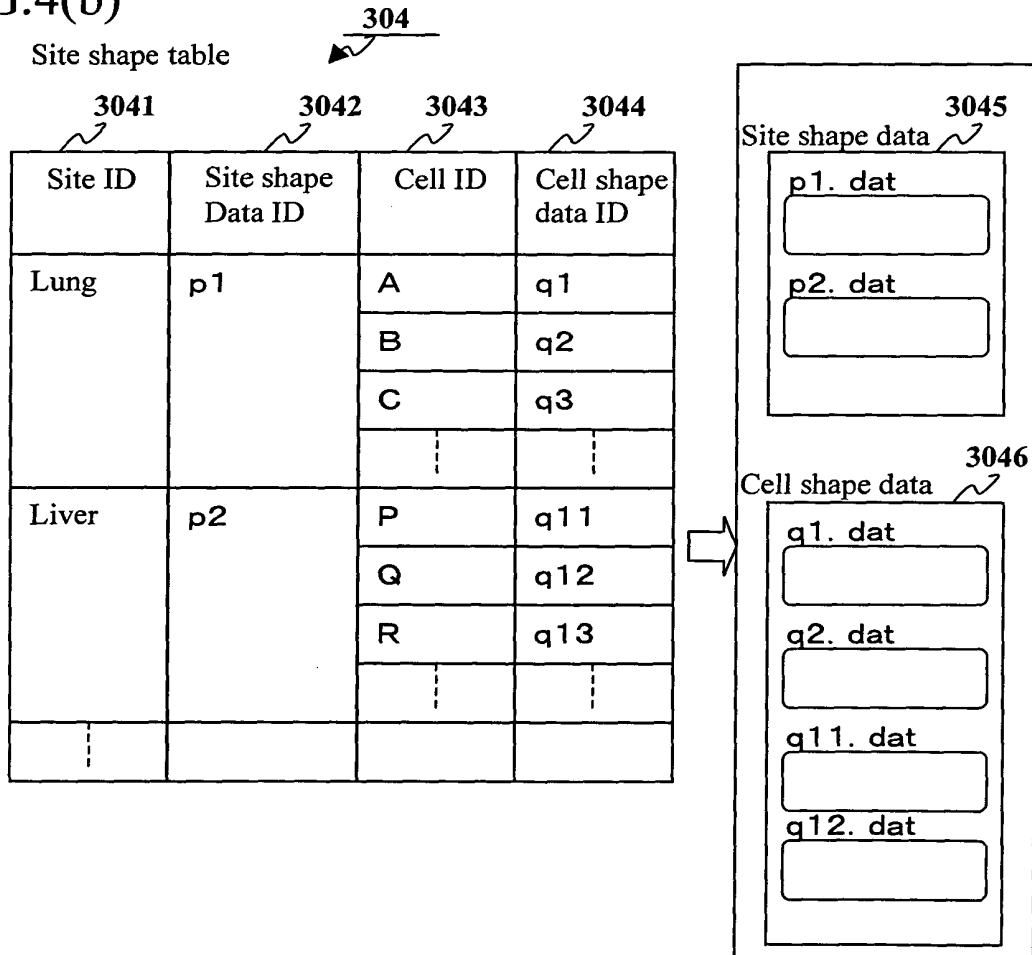 .4(b)
304
Site shape table
3041 3042 3043 3044
Site ID Site shape Data ID Cell ID Cell shape data ID
Lung p1 A q1
B q2
C q3
Liver p2 P q11
Q q12
R q13
3045
Site shape data
p1. dat
p2. dat
3046
Cell shape data
q1. dat
q2. dat
q11. dat
q12. dat